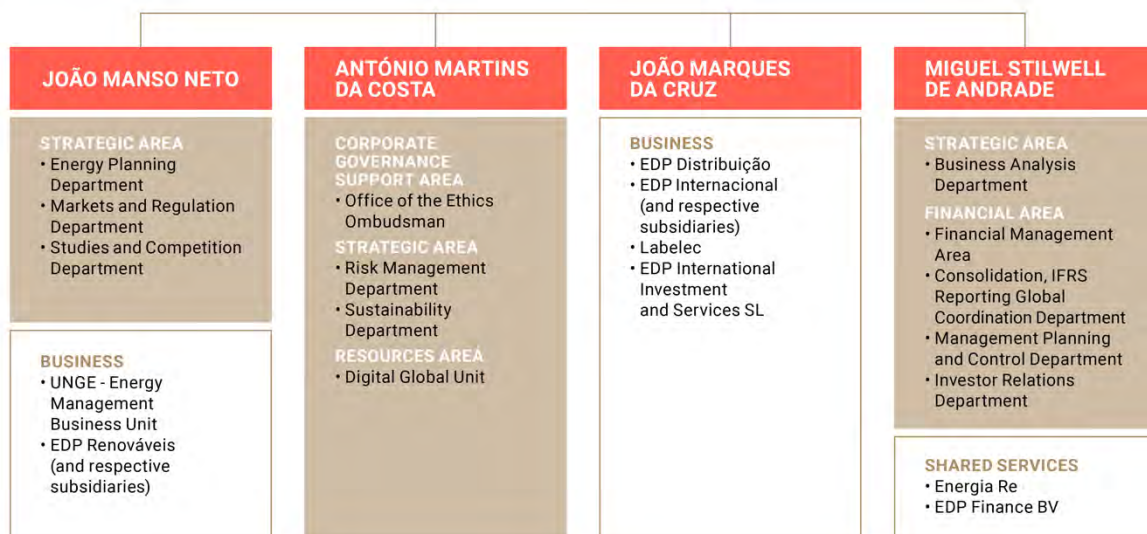 JOÃO MANSO NETO
STRATEGIC AREA
• Energy Planning
Department
• Markets and Regulation
Department
• Studies and Competition
Department
BUSINESS
• UNGE - Energy
Management
Business Unit
• EDP Renováveis
(and respective
subsidiaries)
ANTÓNIO MARTINS
DA COSTA
CORPORATE
GOVERNANCE
SUPPORT AREA
• Office of the Ethics
Ombudsman
STRATEGIC AREA
• Risk Management
Department
• Sustainability
Department
RESOURCES AREA
• Digital Global Unit
JOÃO MARQUES
DA CRUZ
BUSINESS
• EDP Distribuição
• EDP Internacional
(and respective
subsidiaries)
• Labelec
• EDP International
Investment
and Services SL
MIGUEL STILWELL
DE ANDRADE
STRATEGIC AREA
• Business Analysis
Department
FINANCIAL AREA
• Financial Management
Area
• Consolidation, IFRS
Reporting Global
Coordination Department
• Management Planning
and Control Department
• Investor Relations
Department
SHARED SERVICES
• Energia Re
• EDP Finance BV